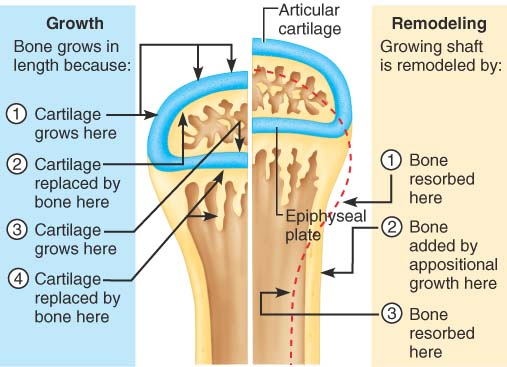 Growth
Bone grows in
length because:
1 Cartilage
grows here
2 Cartilage
replaced by
bone here
3 Cartilage
grows here
4 Cartilage
replaced by
bone here
Articular
cartilage
Epiphyseal
plate
Remodeling
Growing shaft
is remodeled by:
1 Bone
resorbed
here
2 Bone
added by
appositional
growth here
3 Bone
resorbed
here